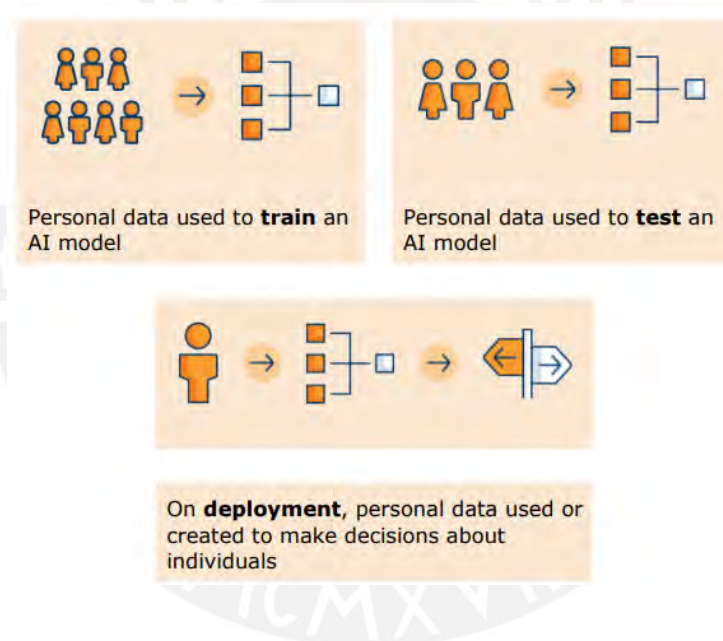 Personal data used to train an
AI model
Personal data used to test an
AI model
On deployment, personal data used or
created to make decisions about
individuals